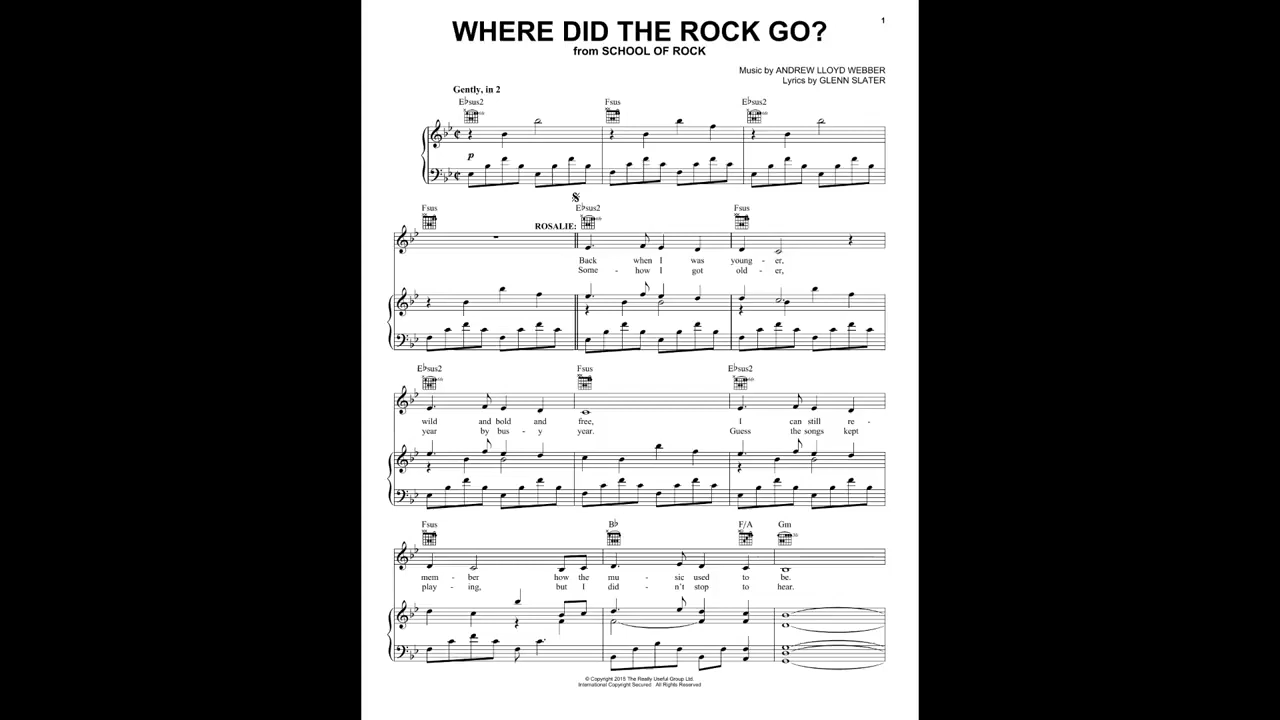 1
WHERE DID THE ROCK GO?
from SCHOOL OF ROCK
Music by ANDREW LLOYD WEBBER
Lyrics by GLENN SLATER
Gently, in 2
E♭sus2 Fsus E♭sus2
p
Fsus E♭sus2 Fsus
ROSALIE:
Back when I was young - er,
Some - how I got old - er,
E♭sus2 Fsus E♭sus2
wild and bold and free, I can still re -
year by bus - y year. Guess the songs kept
Fsus B♭ F/A Gm
mem - ber how the mu - sic used to be.
play - ing, but I did - n't stop to hear.
© Copyright 2015 The Really Useful Group Ltd.
International Copyright Secured All Rights Reserved